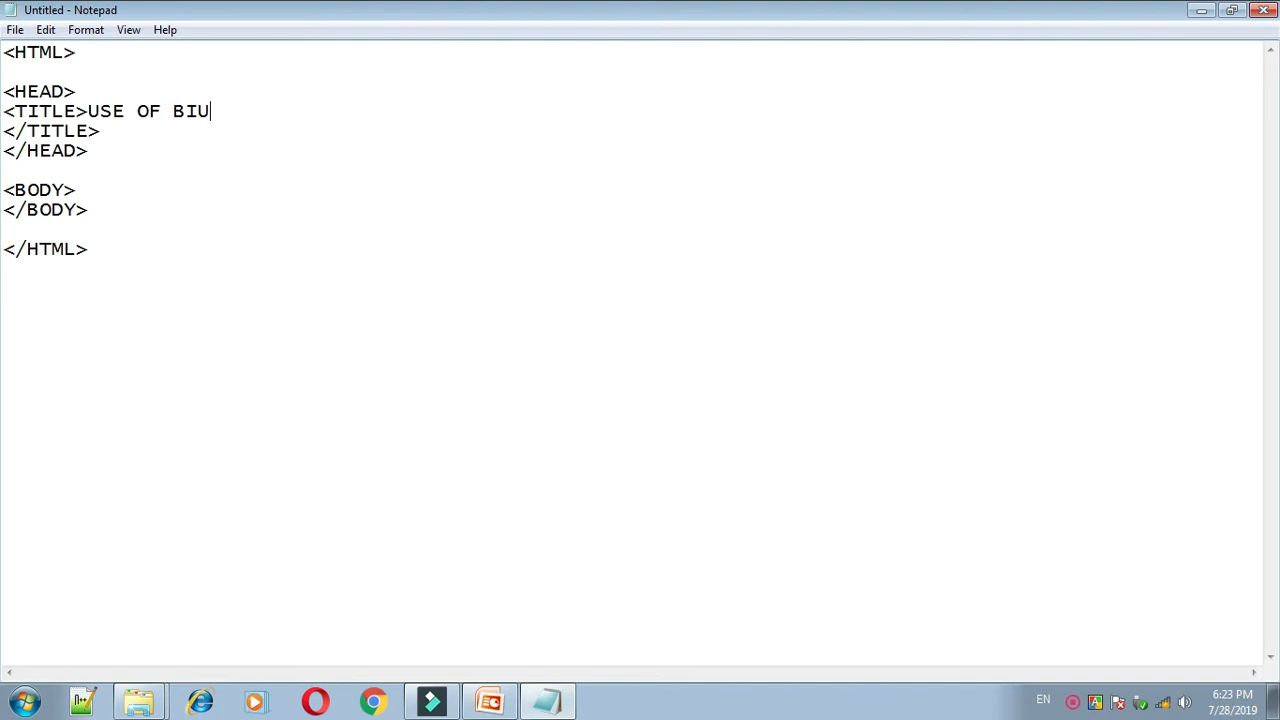 Untitled - Notepad
File Edit Format View Help
<HTML>
<HEAD>
<TITLE>USE OF BIU
</TITLE>
</HEAD>
<BODY>
</BODY>
</HTML>
EN
6:23 PM
7/28/2019